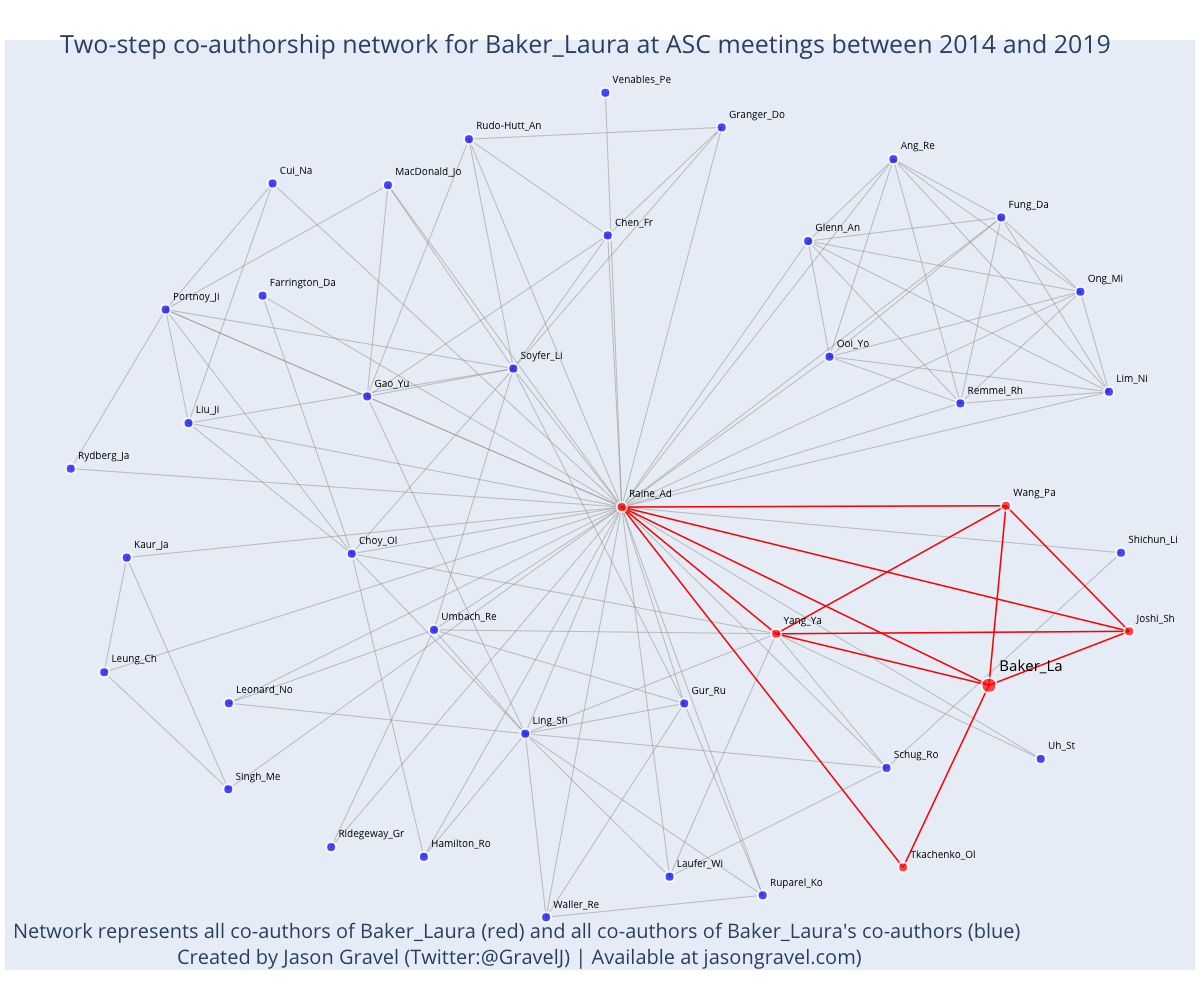 Two-step co-authorship network for Baker_Laura at ASC meetings between 2014 and 2019
Venables_Pe
Granger_Do
Rudo-Hutt_An
Ang_Re
Cui_Na
MacDonald_Jo
Fung_Da
Chen_Fr
Glenn_An
Ong_Mi
Farrington_Da
Portnoy_Ji
Ooi_Yo
Soyfer_Li
Lim_Ni
Gao_Yu
Remmel_Rh
Liu_Ji
Rydberg_Ja
Raine_Ad
Wang_Pa
Shichun_Li
Kaur_Ja
Choy_Ol
Umbach_Re
Yang_Ya
Joshi_Sh
Leung_Ch
Baker_La
Leonard_No
Gur_Ru
Ling_Sh
Uh_St
Schug_Ro
Singh_Me
Ridegeway_Gr
Hamilton_Ro
Tkachenko_Ol
Laufer_Wi
Ruparel_Ko
Waller_Re
Network represents all co-authors of Baker_Laura (red) and all co-authors of Baker_Laura's co-authors (blue)
Created by Jason Gravel (Twitter:@GravelJ) | Available at jasongravel.com)